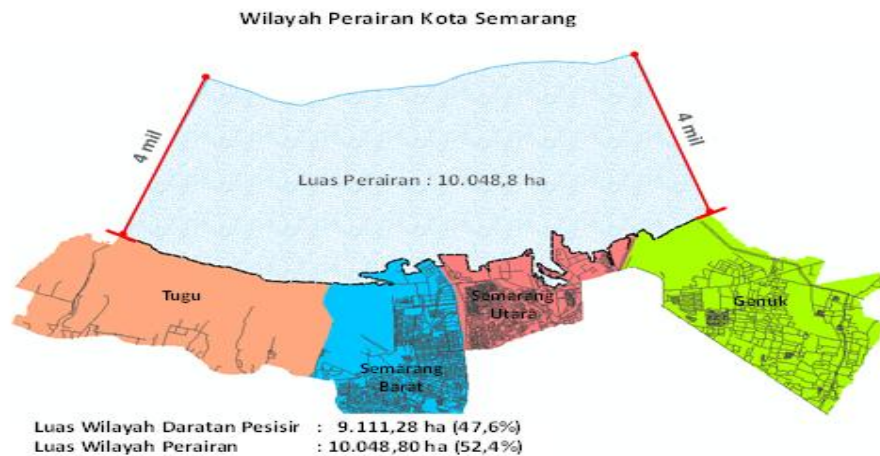 Wilayah Perairan Kota Semarang
4 mil
4 mil
Luas Perairan : 10.048,8 ha
Tugu
Semarang
Utara
Genuk
Semarang
Barat
Luas Wilayah Daratan Pesisir : 9.111,28 ha (47,6%)
Luas Wilayah Perairan : 10.048,80 ha (52,4%)